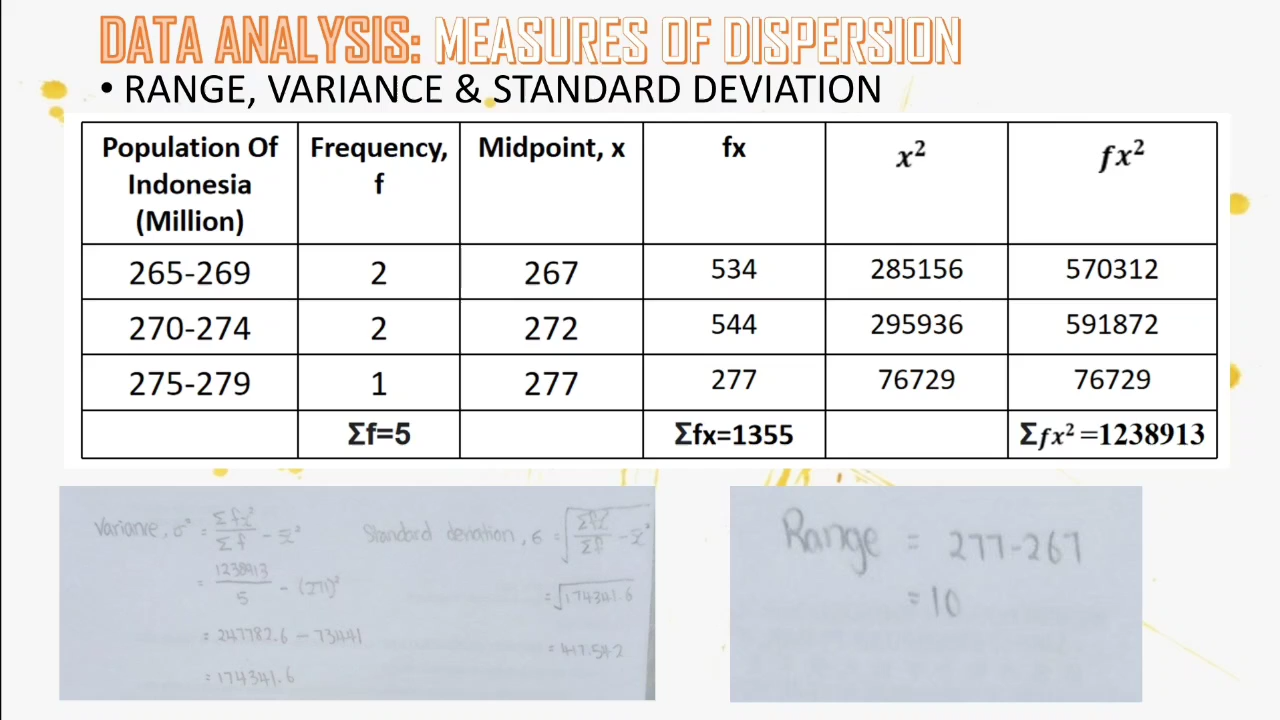 DATA ANALYSIS: MEASURES OF DISPERSION
• RANGE, VARIANCE & STANDARD DEVIATION
Population Of Indonesia (Million) Frequency, f Midpoint, x fx x² fx²
265-269 2 267 534 285156 570312
270-274 2 272 544 295936 591872
275-279 1 277 277 76729 76729
Σf=5 Σfx=1355 Σfx² =1238913
Variance, σ² = Σfx²/Σf - x̄²
= 1238913/5 - (271)²
= 247782.6 - 73441
= 174341.6
Standard deviation, σ = √(Σfx²/Σf - x̄²)
= √174341.6
= 417.542
Range = 277-267
= 10